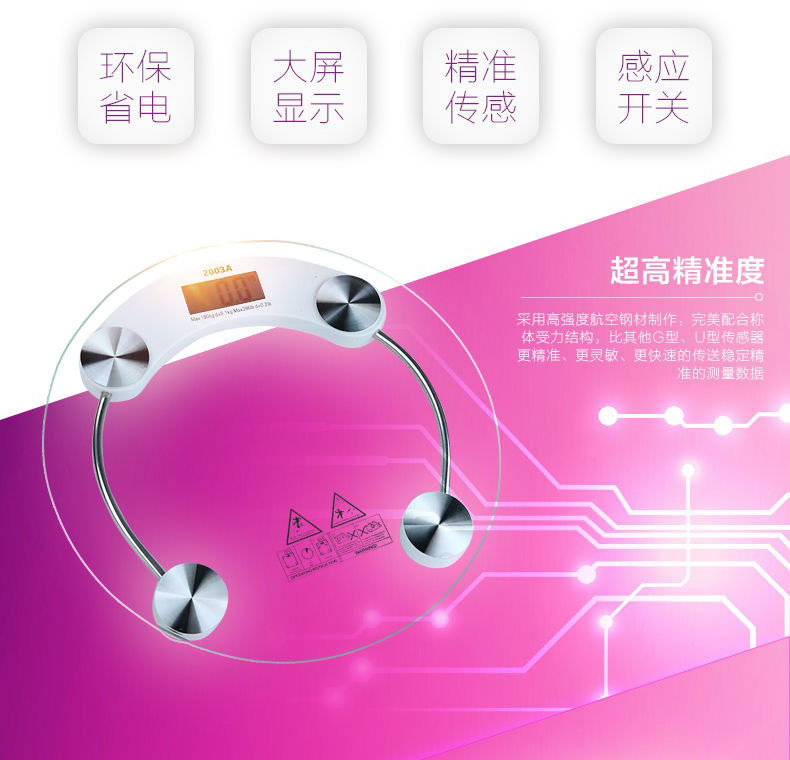 环保
省电
大屏
显示
精准
传感
感应
开关
超高精准度
采用高强度航空钢材制作，完美配合称
体受力结构，比其他G型、U型传感器
更精准、更灵敏、更快速的传送稳定精
准的测量数据
2003A
0.0
WARNING!